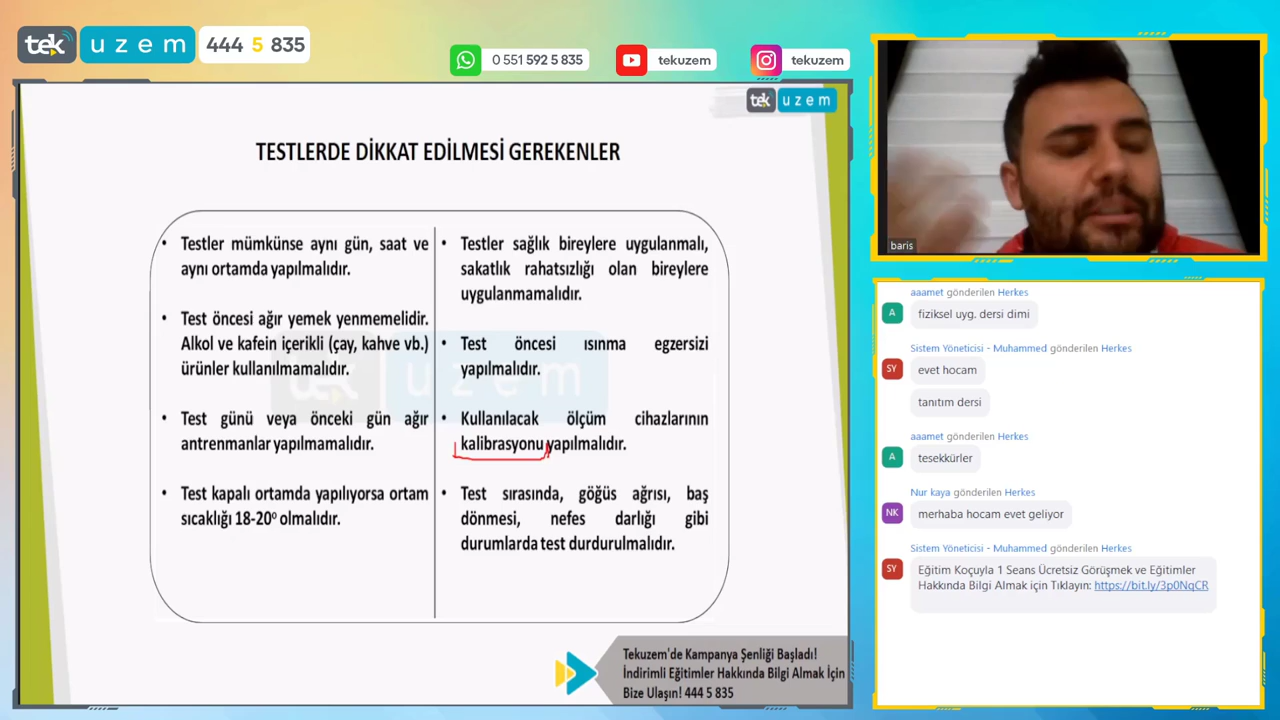 tek uzem 444 5 835
0 551 592 5 835
tekuzem
tekuzem
tek uzem
TESTLERDE DİKKAT EDİLMESİ GEREKENLER
• Testler mümkünse aynı gün, saat ve
aynı ortamda yapılmalıdır.
• Test öncesi ağır yemek yenmemelidir.
Alkol ve kafein içerikli (çay, kahve vb.)
ürünler kullanılmamalıdır.
• Test günü veya önceki gün ağır
antrenmanlar yapılmamalıdır.
• Test kapalı ortamda yapılıyorsa ortam
sıcaklığı 18-20⁰ olmalıdır.
• Testler sağlık bireylere uygulanmalı,
sakatlık rahatsızlığı olan bireylere
uygulanmamalıdır.
• Test öncesi ısınma egzersizi
yapılmalıdır.
• Kullanılacak ölçüm cihazlarının
kalibrasyonu yapılmalıdır.
• Test sırasında, göğüs ağrısı, baş
dönmesi, nefes darlığı gibi
durumlarda test durdurulmalıdır.
tek uzem
Tekuzem'de Kampanya Şenliği Başladı!
İndirimli Eğitimler Hakkında Bilgi Almak İçin
Bize Ulaşın! 444 5 835
baris
aaamet gönderilen Herkes
A
fiziksel uyg. dersi dimi
Sistem Yöneticisi - Muhammed gönderilen Herkes
SY
evet hocam
tanıtım dersi
aaamet gönderilen Herkes
A
tesekkürler
Nur kaya gönderilen Herkes
NK
merhaba hocam evet geliyor
Sistem Yöneticisi - Muhammed gönderilen Herkes
SY
Eğitim Koçuyla 1 Seans Ücretsiz Görüşmek ve Eğitimler
Hakkında Bilgi Almak için Tıklayın: https://bit.ly/3p0NqCR